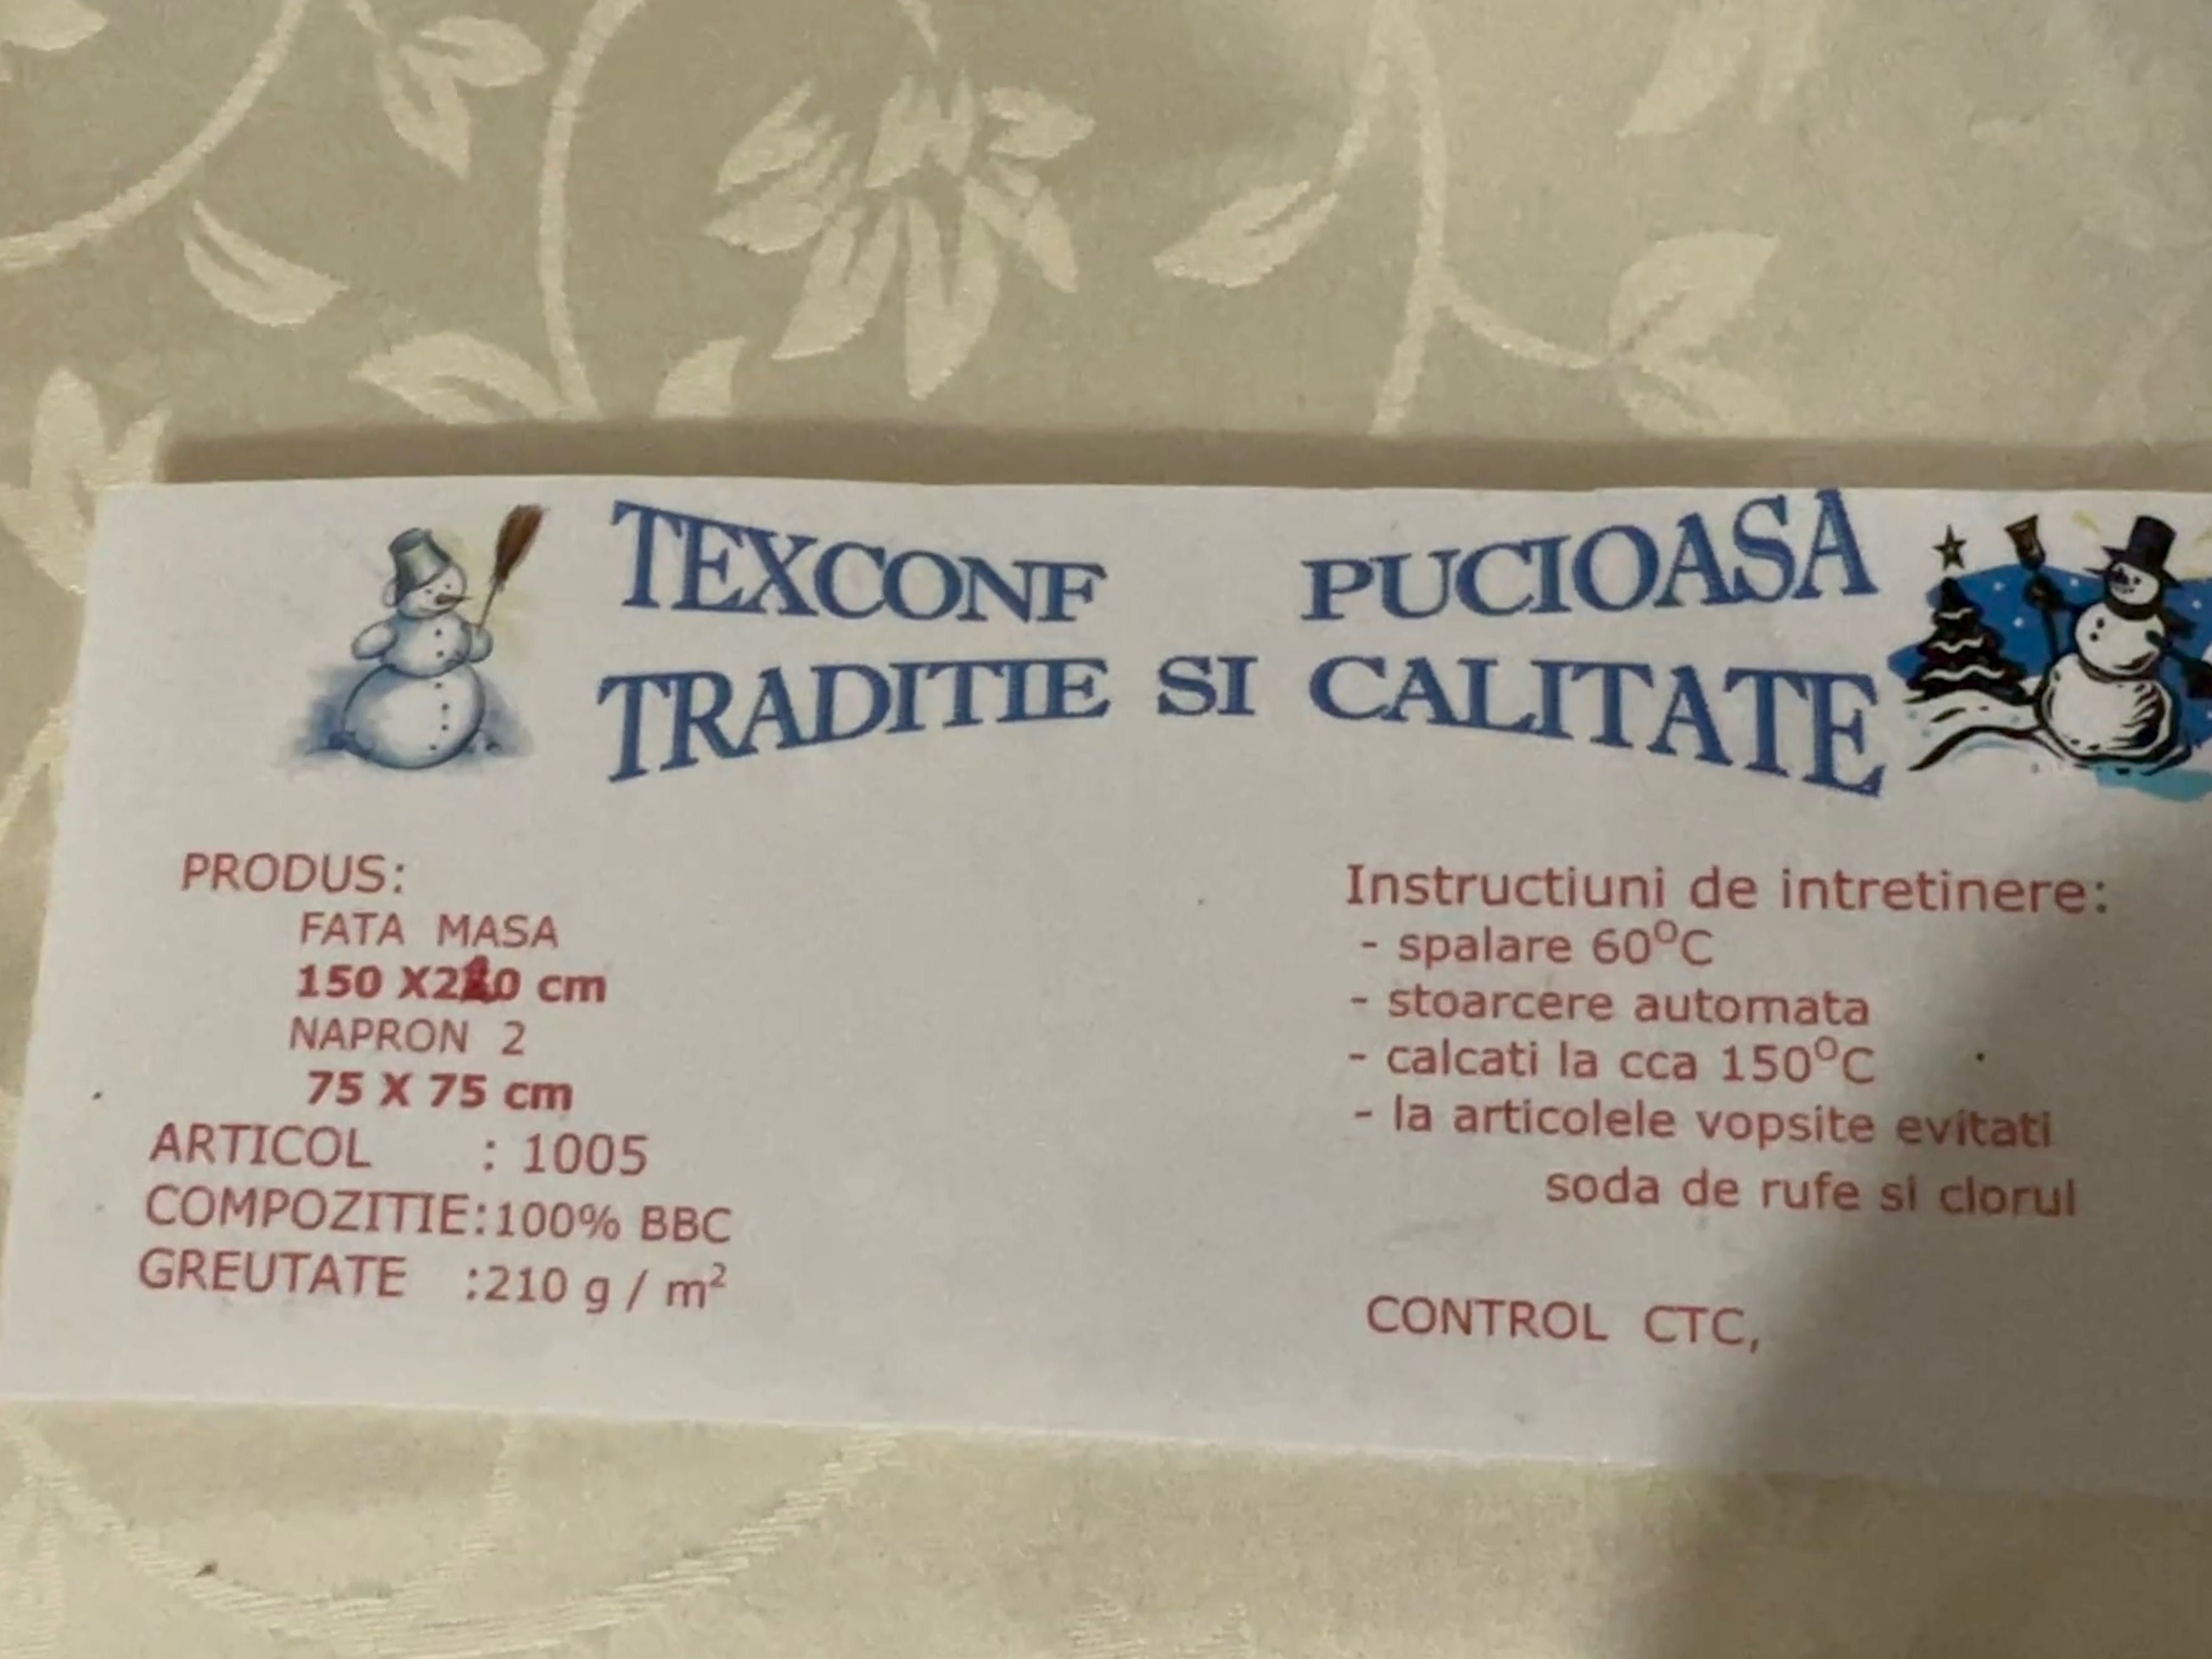 TEXCONF PUCIOASA
TRADITIE SI CALITATE
PRODUS:
FATA MASA
150 cm
NAPRON 2
75 X 75 cm
ARTICOL : 1005
COMPOZITIE:100% BBC
GREUTATE :210 g / m²
Instructiuni de intretinere:
- spalare 60°C
- stoarcere automata
- calcati la cca 150°C
- la articolele vopsite evitati
soda de rufe si clorul
CONTROL CTC,